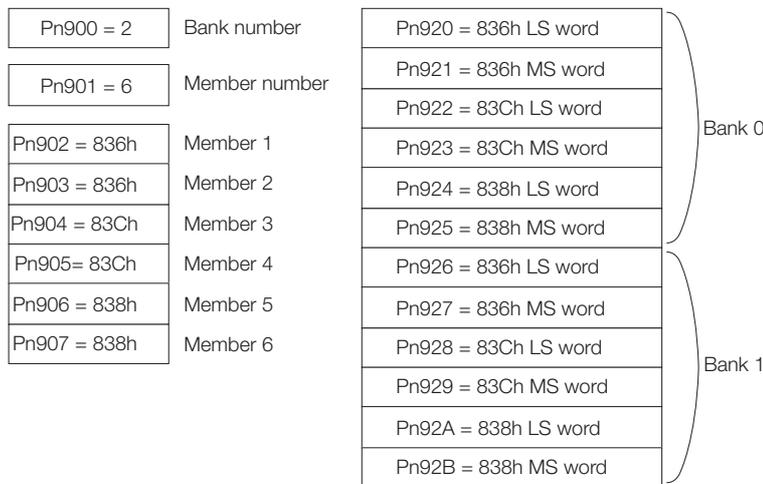 Pn900 = 2 Bank number
Pn901 = 6 Member number
Pn902 = 836h Member 1
Pn903 = 836h Member 2
Pn904 = 83Ch Member 3
Pn905= 83Ch Member 4
Pn906 = 838h Member 5
Pn907 = 838h Member 6
Pn920 = 836h LS word
Pn921 = 836h MS word
Pn922 = 83Ch LS word
Pn923 = 83Ch MS word
Pn924 = 838h LS word
Pn925 = 838h MS word
Bank 0
Pn926 = 836h LS word
Pn927 = 836h MS word
Pn928 = 83Ch LS word
Pn929 = 83Ch MS word
Pn92A = 838h LS word
Pn92B = 838h MS word
Bank 1